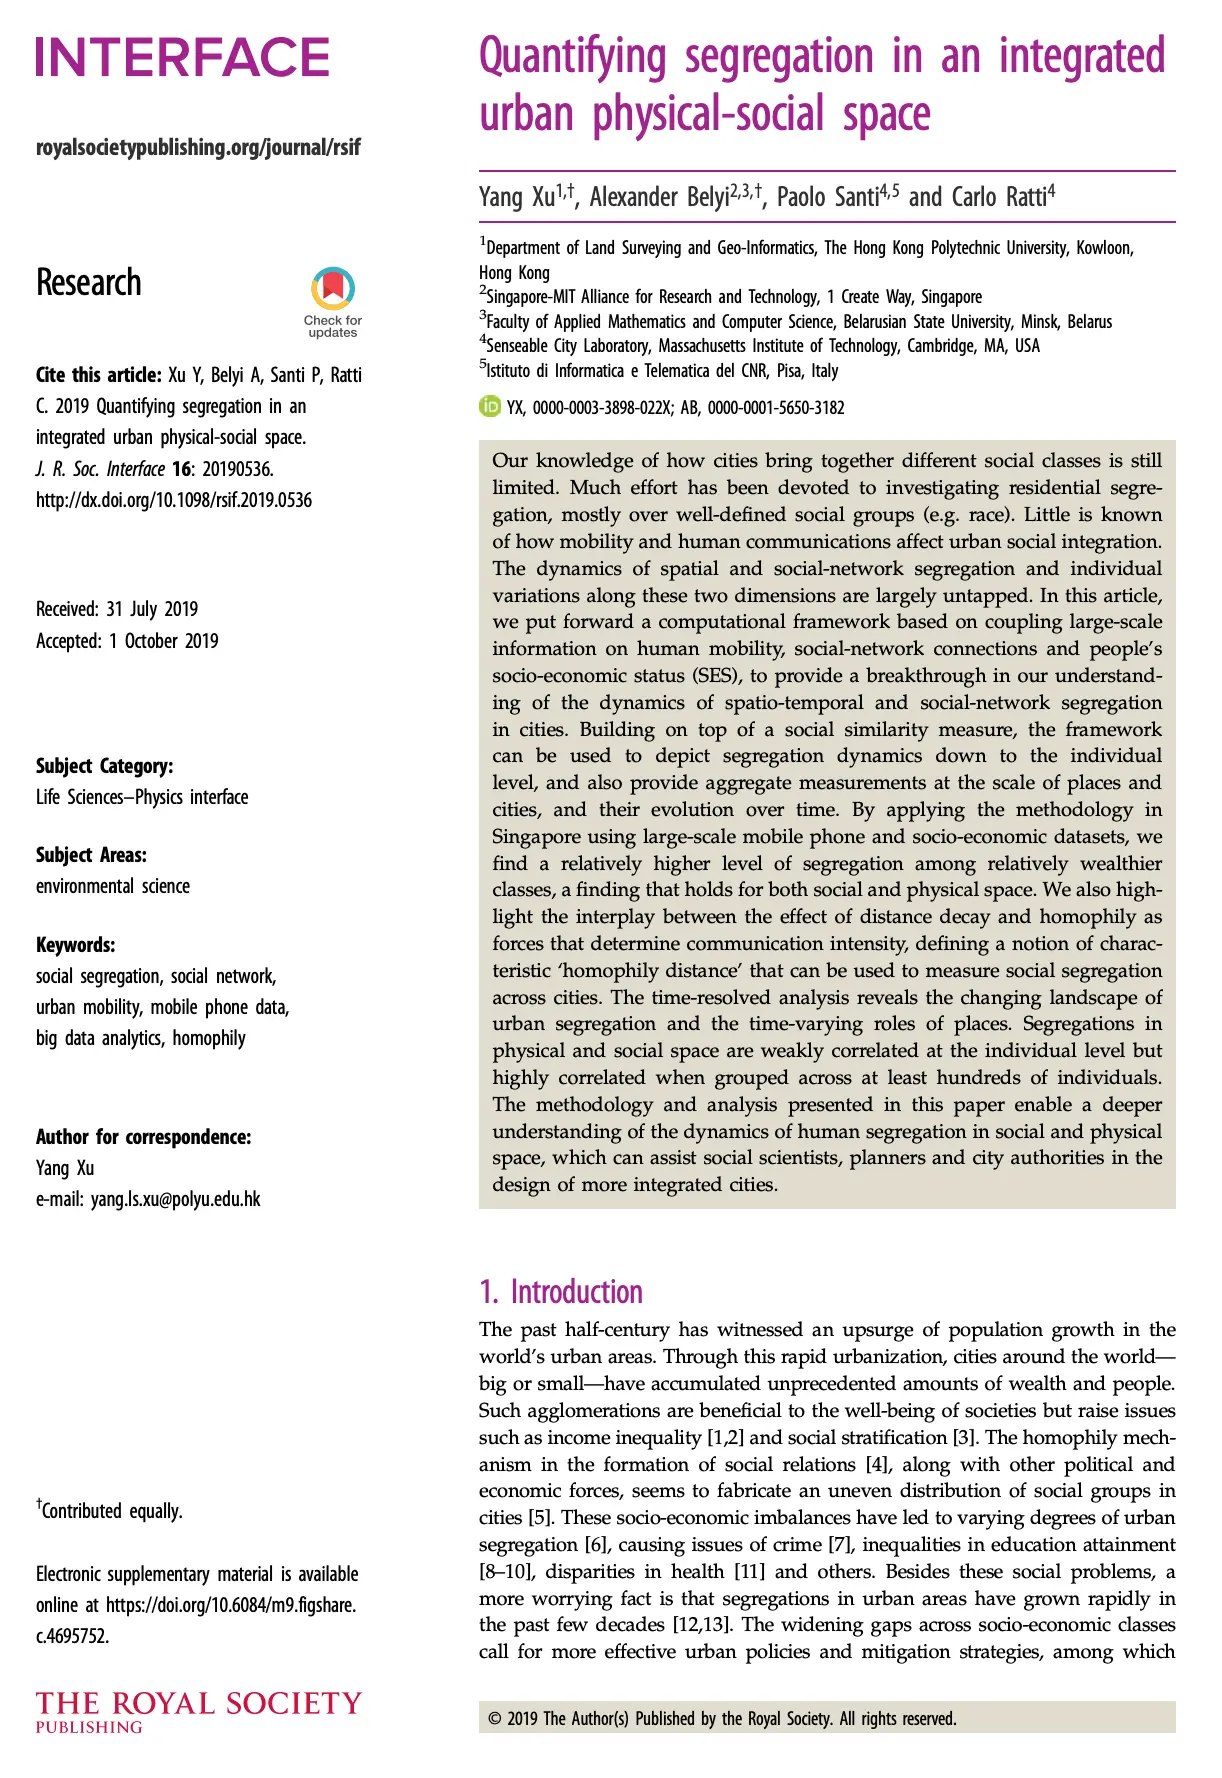 INTERFACE
royalsocietypublishing.org/journal/rsif
Research
Check for
updates
Cite this article: Xu Y, Belyi A, Santi P, Ratti
C. 2019 Quantifying segregation in an
integrated urban physical-social space.
J. R. Soc. Interface 16: 20190536.
http://dx.doi.org/10.1098/rsif.2019.0536
Received: 31 July 2019
Accepted: 1 October 2019
Subject Category:
Life Sciences–Physics interface
Subject Areas:
environmental science
Keywords:
social segregation, social network,
urban mobility, mobile phone data,
big data analytics, homophily
Author for correspondence:
Yang Xu
e-mail: yang.ls.xu@polyu.edu.hk
†Contributed equally.
Electronic supplementary material is available
online at https://doi.org/10.6084/m9.figshare.
c.4695752.
THE ROYAL SOCIETY
PUBLISHING
Quantifying segregation in an integrated
urban physical-social space
Yang Xu1,†, Alexander Belyi2,3,†, Paolo Santi4,5 and Carlo Ratti4
1Department of Land Surveying and Geo-Informatics, The Hong Kong Polytechnic University, Kowloon,
Hong Kong
2Singapore-MIT Alliance for Research and Technology, 1 Create Way, Singapore
3Faculty of Applied Mathematics and Computer Science, Belarusian State University, Minsk, Belarus
4Senseable City Laboratory, Massachusetts Institute of Technology, Cambridge, MA, USA
5Istituto di Informatica e Telematica del CNR, Pisa, Italy
iD YX, 0000-0003-3898-022X; AB, 0000-0001-5650-3182
Our knowledge of how cities bring together different social classes is still
limited. Much effort has been devoted to investigating residential segre-
gation, mostly over well-defined social groups (e.g. race). Little is known
of how mobility and human communications affect urban social integration.
The dynamics of spatial and social-network segregation and individual
variations along these two dimensions are largely untapped. In this article,
we put forward a computational framework based on coupling large-scale
information on human mobility, social-network connections and people's
socio-economic status (SES), to provide a breakthrough in our understand-
ing of the dynamics of spatio-temporal and social-network segregation
in cities. Building on top of a social similarity measure, the framework
can be used to depict segregation dynamics down to the individual
level, and also provide aggregate measurements at the scale of places and
cities, and their evolution over time. By applying the methodology in
Singapore using large-scale mobile phone and socio-economic datasets, we
find a relatively higher level of segregation among relatively wealthier
classes, a finding that holds for both social and physical space. We also high-
light the interplay between the effect of distance decay and homophily as
forces that determine communication intensity, defining a notion of charac-
teristic ‘homophily distance’ that can be used to measure social segregation
across cities. The time-resolved analysis reveals the changing landscape of
urban segregation and the time-varying roles of places. Segregations in
physical and social space are weakly correlated at the individual level but
highly correlated when grouped across at least hundreds of individuals.
The methodology and analysis presented in this paper enable a deeper
understanding of the dynamics of human segregation in social and physical
space, which can assist social scientists, planners and city authorities in the
design of more integrated cities.
1. Introduction
The past half-century has witnessed an upsurge of population growth in the
world's urban areas. Through this rapid urbanization, cities around the world—
big or small—have accumulated unprecedented amounts of wealth and people.
Such agglomerations are beneficial to the well-being of societies but raise issues
such as income inequality [1,2] and social stratification [3]. The homophily mech-
anism in the formation of social relations [4], along with other political and
economic forces, seems to fabricate an uneven distribution of social groups in
cities [5]. These socio-economic imbalances have led to varying degrees of urban
segregation [6], causing issues of crime [7], inequalities in education attainment
[8–10], disparities in health [11] and others. Besides these social problems, a
more worrying fact is that segregations in urban areas have grown rapidly in
the past few decades [12,13]. The widening gaps across socio-economic classes
call for more effective urban policies and mitigation strategies, among which
© 2019 The Author(s) Published by the Royal Society. All rights reserved.